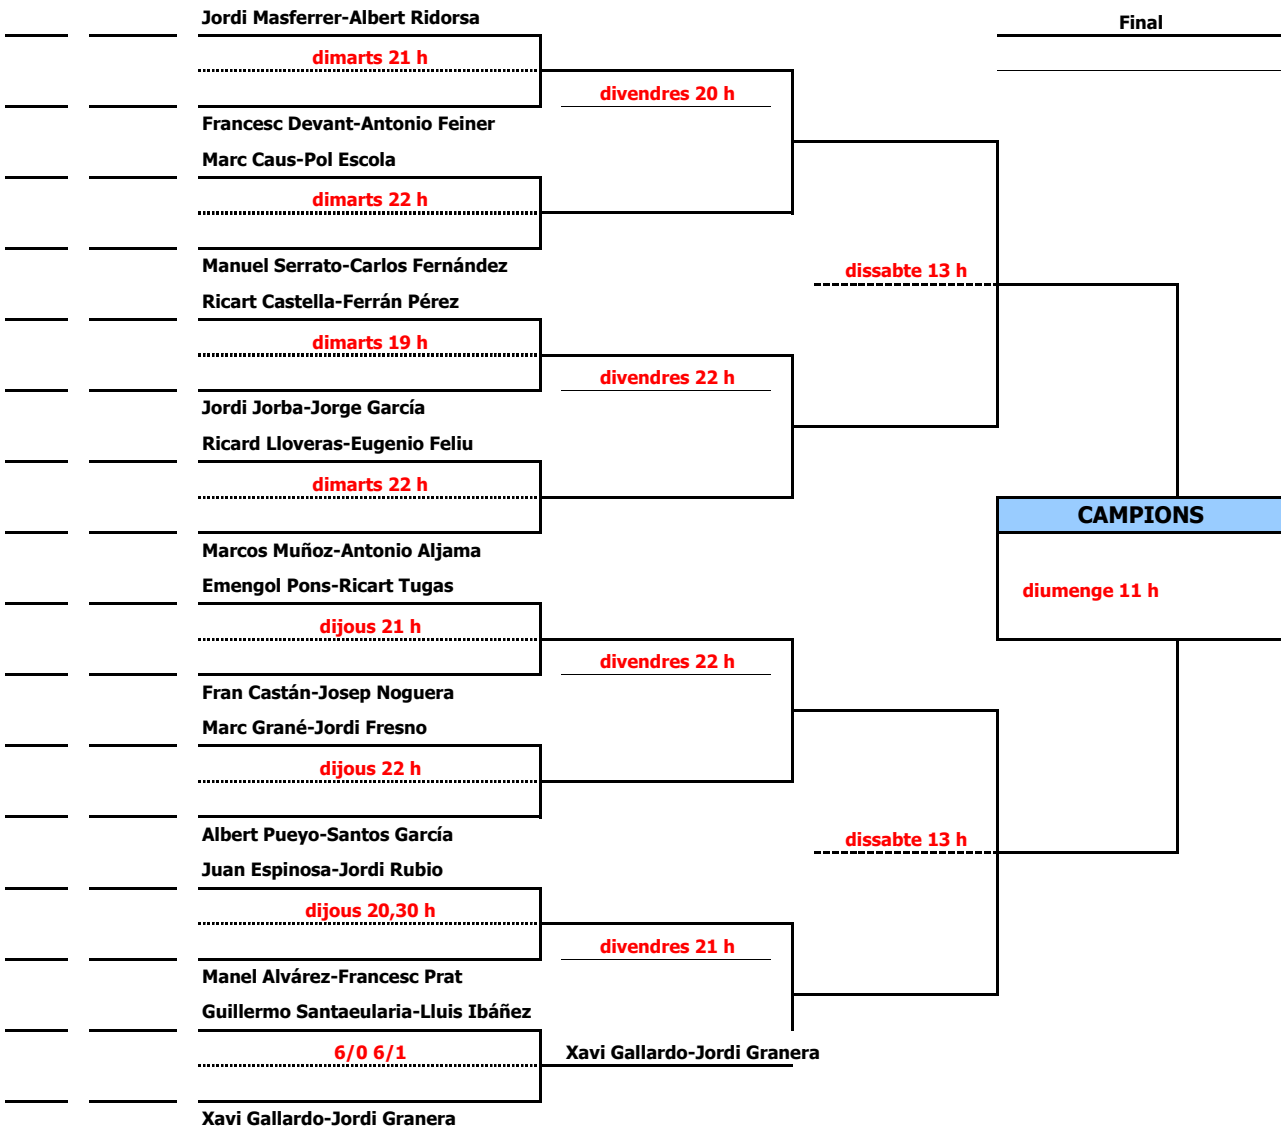 Jordi Masferrer-Albert Ridorsa
Final
dimarts 21 h
divendres 20 h
Francesc Devant-Antonio Feiner
Marc Caus-Pol Escola
dimarts 22 h
Manuel Serrato-Carlos Fernández
dissabte 13 h
Ricart Castella-Ferrán Pérez
dimarts 19 h
divendres 22 h
Jordi Jorba-Jorge García
Ricard Lloveras-Eugenio Feliu
dimarts 22 h
CAMPIONS
Marcos Muñoz-Antonio Aljama
Emengol Pons-Ricart Tugas
diumenge 11 h
dijous 21 h
divendres 22 h
Fran Castán-Josep Noguera
Marc Grané-Jordi Fresno
dijous 22 h
Albert Pueyo-Santos García
dissabte 13 h
Juan Espinosa-Jordi Rubio
dijous 20,30 h
divendres 21 h
Manel Alvárez-Francesc Prat
Guillermo Santaeularia-Lluis Ibáñez
6/0 6/1
Xavi Gallardo-Jordi Granera
Xavi Gallardo-Jordi Granera